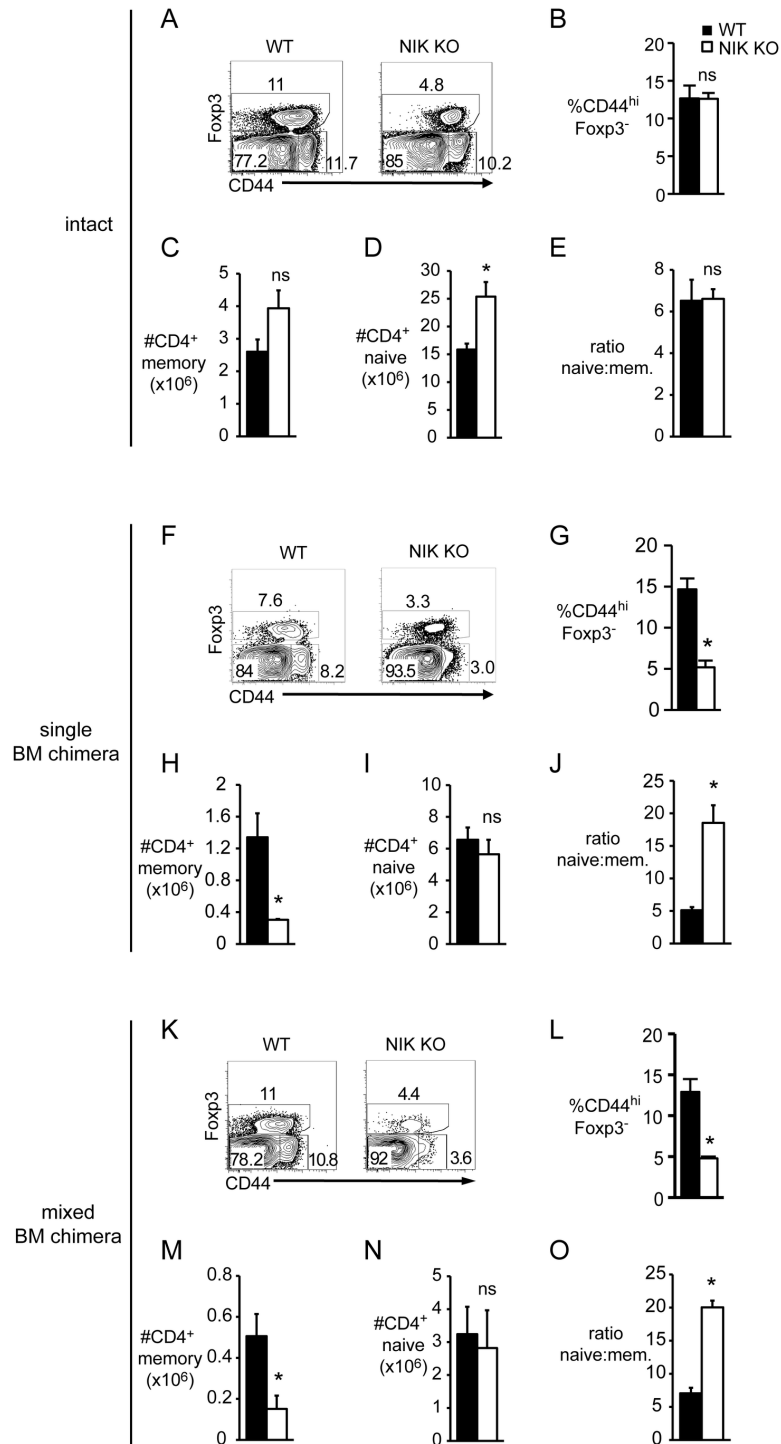 A
WT
NIK KO
Foxp3
11
77.2
11.7
4.8
85
10.2
CD44
B
WT
NIK KO
%CD44hi
Foxp3-
20
15
10
5
0
ns
intact
C
#CD4+
memory
(x106)
5
4
3
2
1
0
ns
D
#CD4+
naive
(x106)
30
25
20
15
10
5
0
*
E
ratio
naive:mem.
8
6
4
2
0
ns
single
BM chimera
F
WT
NIK KO
Foxp3
7.6
84
8.2
3.3
93.5
3.0
CD44
G
%CD44hi
Foxp3-
20
15
10
5
0
*
H
#CD4+
memory
(x106)
2
1.6
1.2
0.8
0.4
0
*
I
#CD4+
naive
(x106)
10
8
6
4
2
0
ns
J
ratio
naive:mem.
25
20
15
10
5
0
*
mixed
BM chimera
K
WT
NIK KO
Foxp3
11
78.2
10.8
4.4
92
3.6
CD44
L
%CD44hi
Foxp3-
20
15
10
5
0
*
M
#CD4+
memory
(x106)
0.8
0.6
0.4
0.2
0
*
N
#CD4+
naive
(x106)
5
4
3
2
1
0
ns
O
ratio
naive:mem.
25
20
15
10
5
0
*